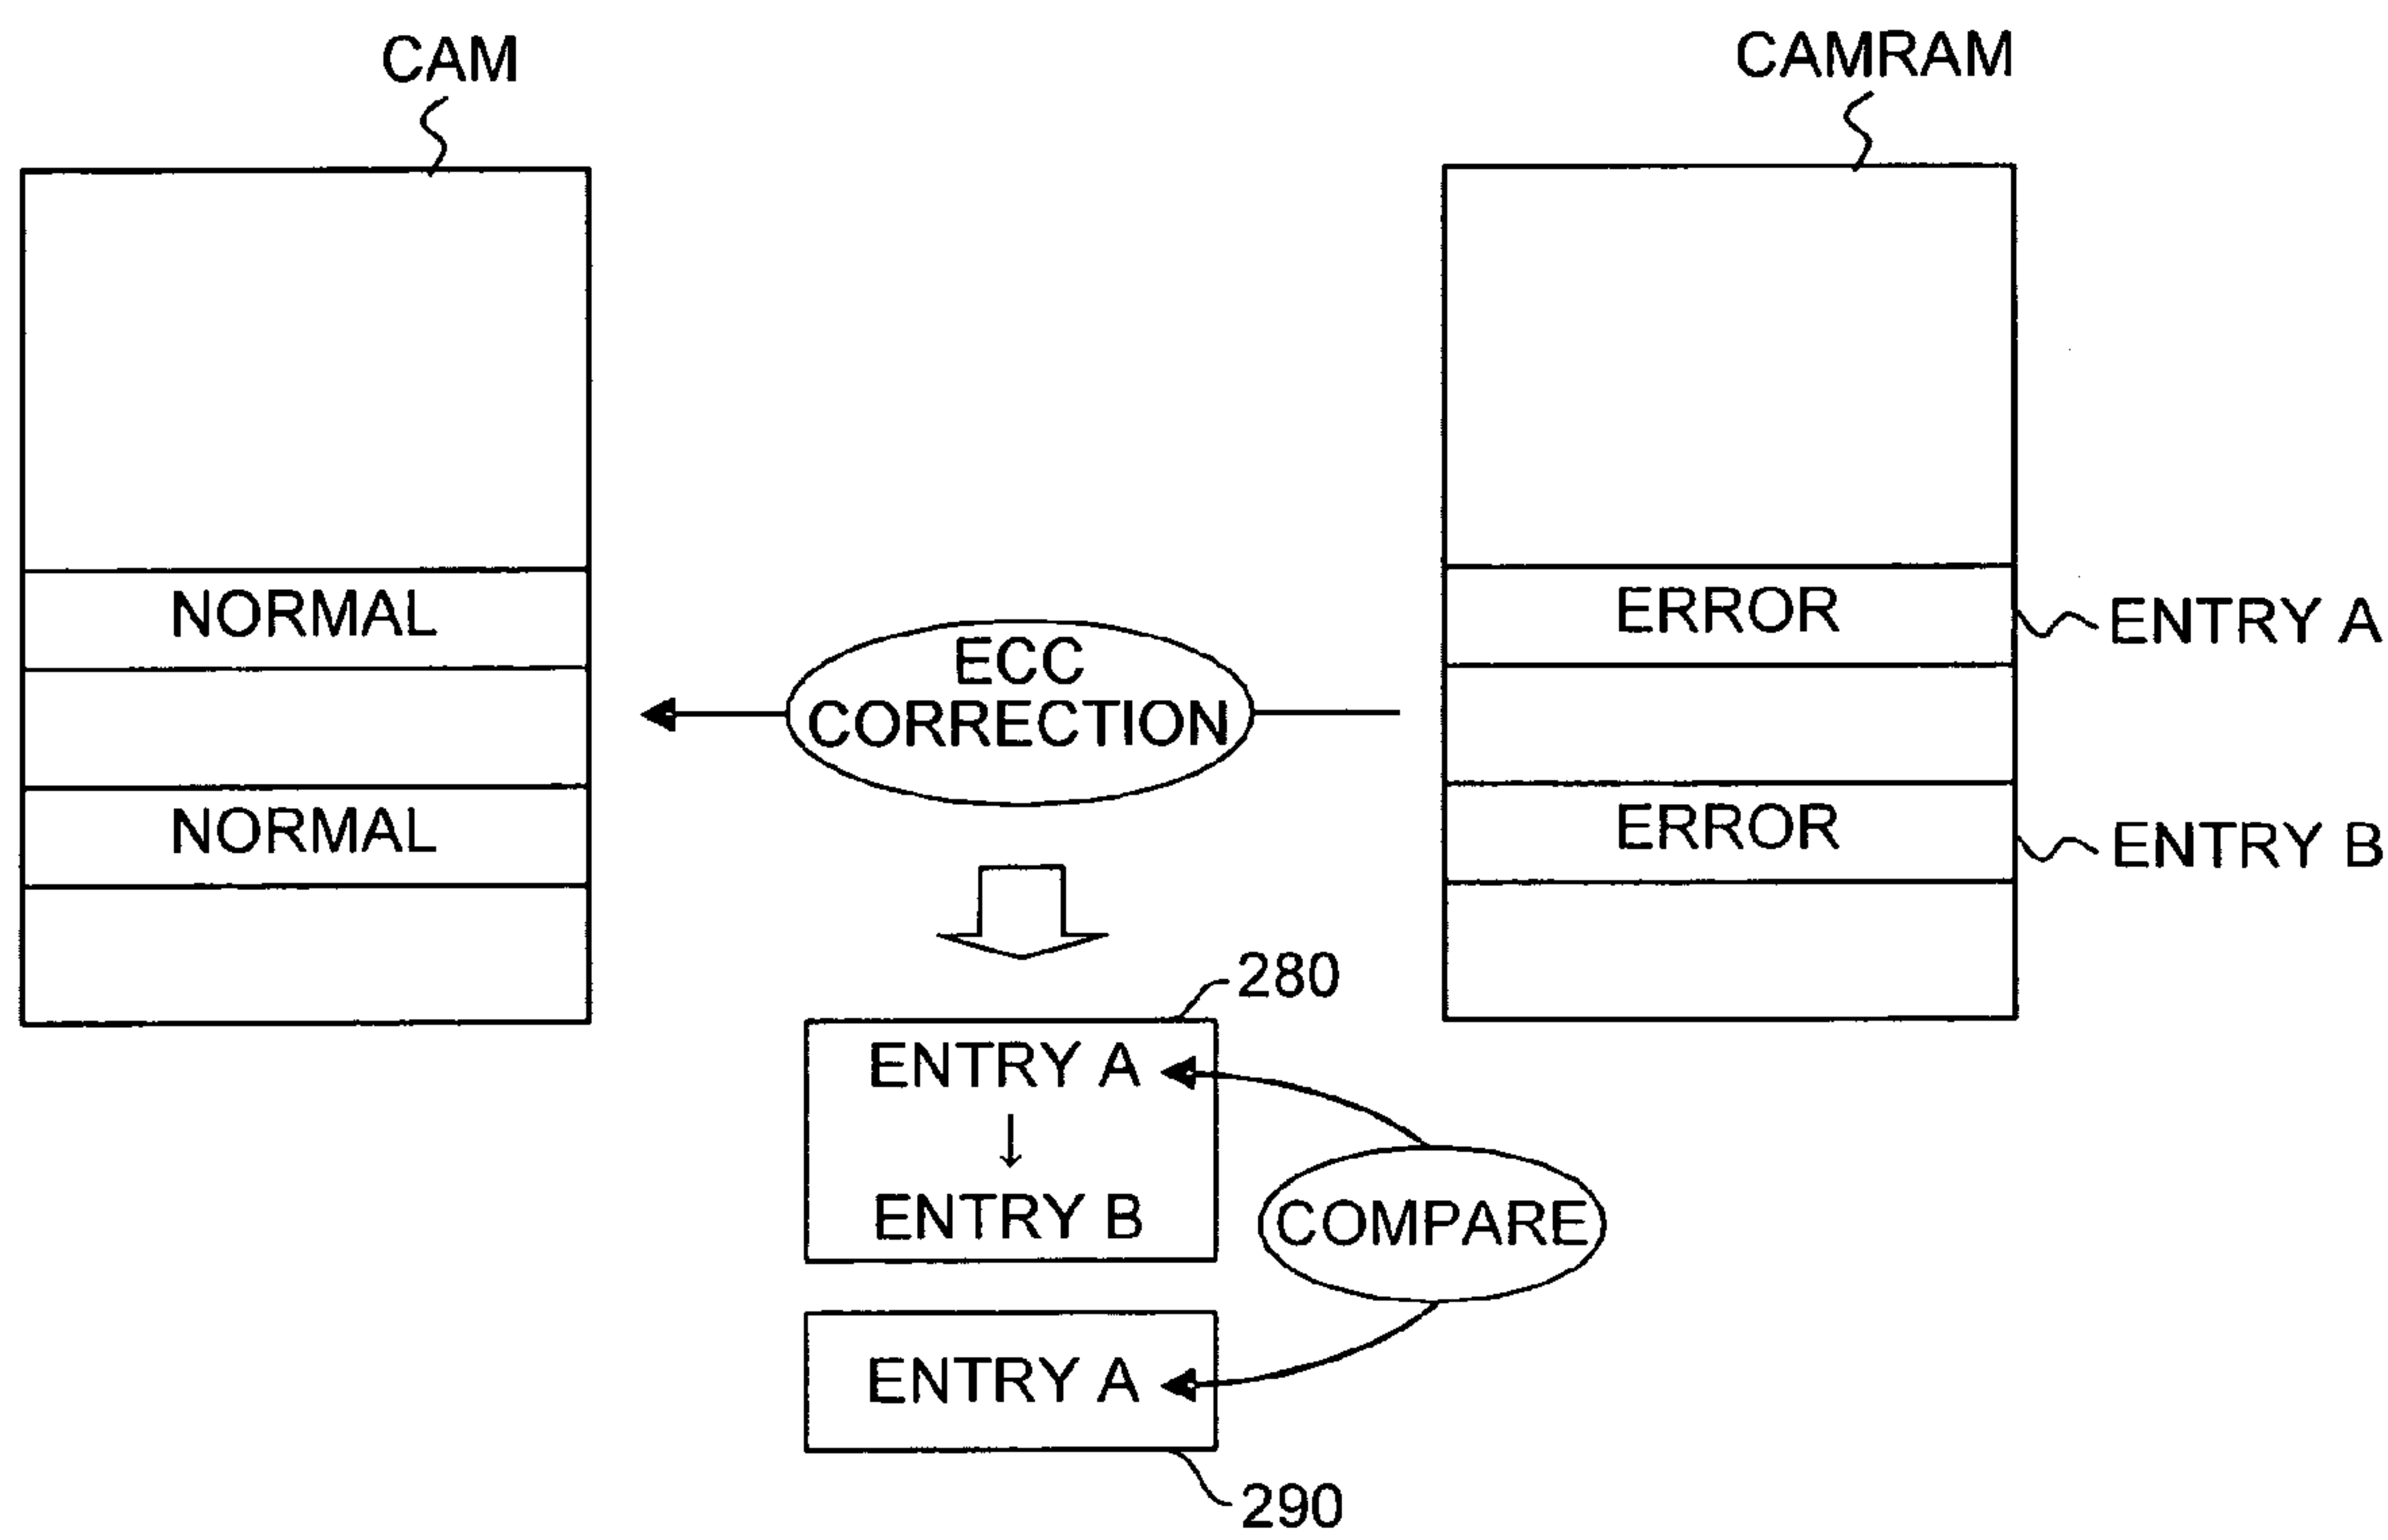 CAM
CAMRAM
NORMAL
ERROR
ENTRY A
ECC
CORRECTION
NORMAL
ERROR
ENTRY B
280
ENTRY A
↓
ENTRY B
COMPARE
ENTRY A
290